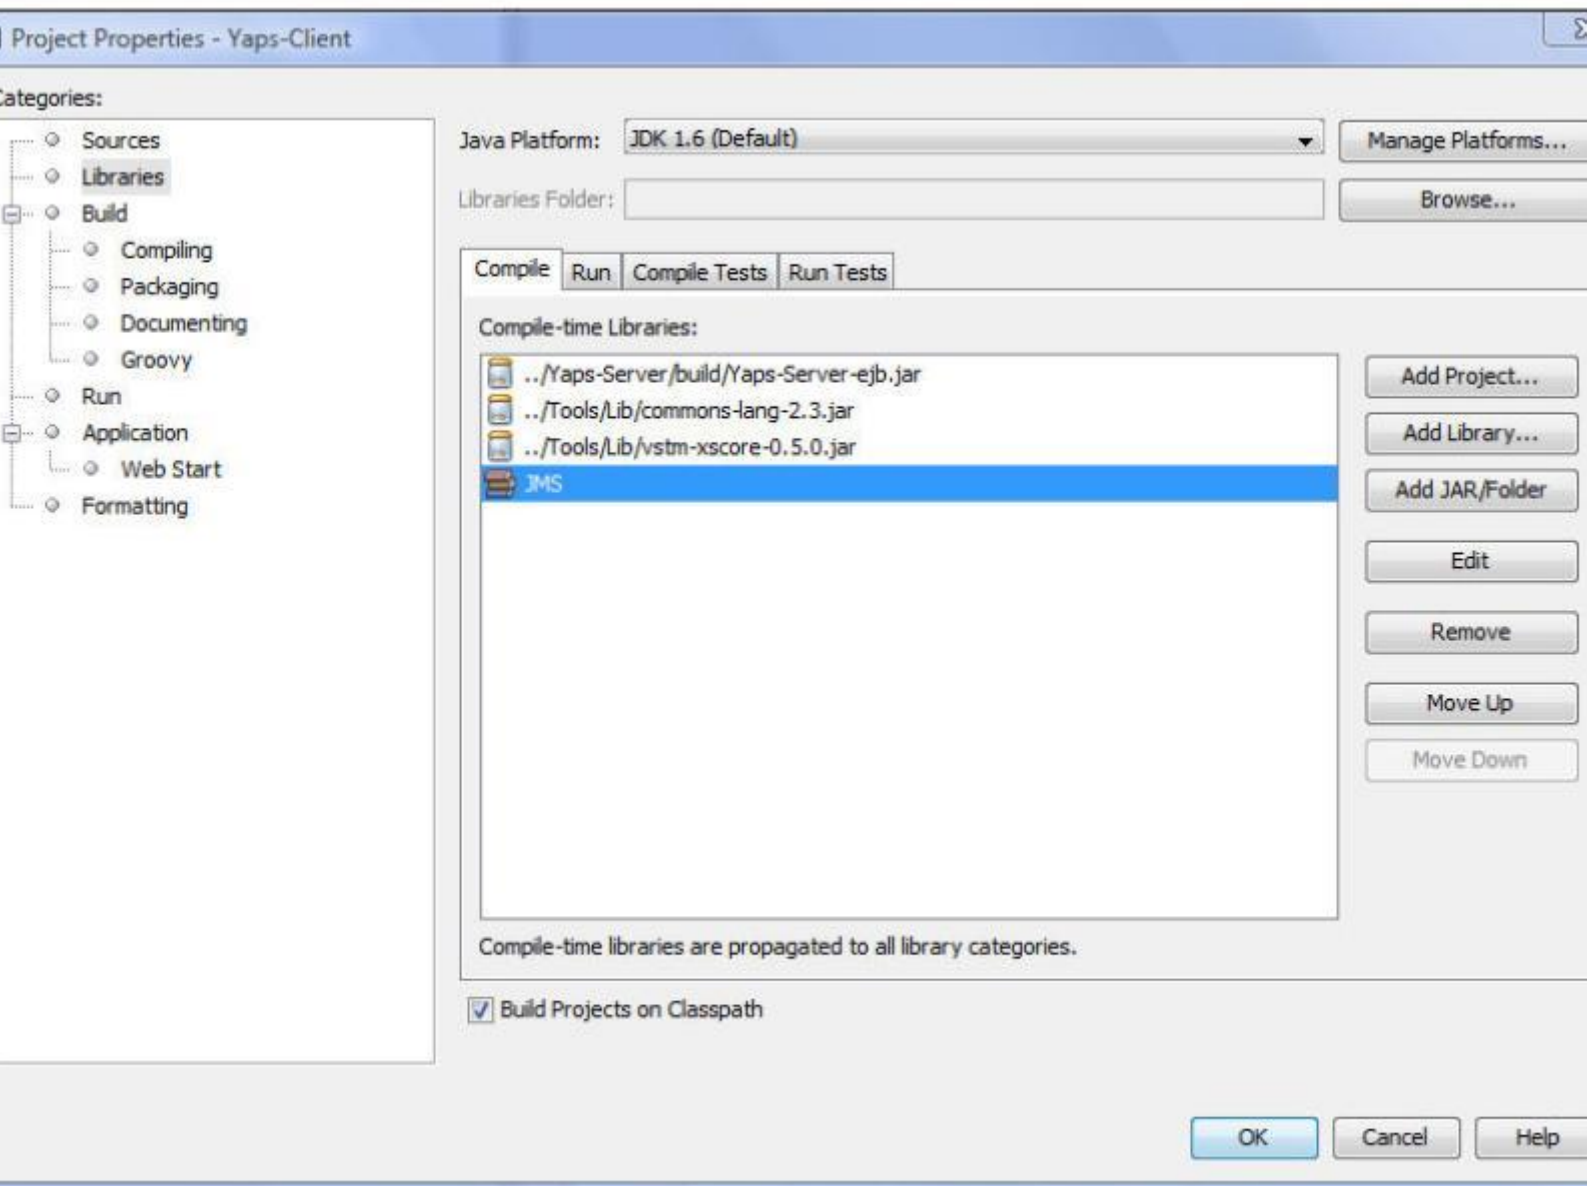 Project Properties - Yaps-Client
Categories:
Sources
Libraries
Build
Compiling
Packaging
Documenting
Groovy
Run
Application
Web Start
Formatting
Java Platform: JDK 1.6 (Default) Manage Platforms...
Libraries Folder: Browse...
Compile Run Compile Tests Run Tests
Compile-time Libraries:
../Yaps-Server/build/Yaps-Server-ejb.jar
../Tools/Lib/commons-lang-2.3.jar
../Tools/Lib/vstm-xscore-0.5.0.jar
JMS
Add Project...
Add Library...
Add JAR/Folder
Edit
Remove
Move Up
Move Down
Compile-time libraries are propagated to all library categories.
Build Projects on Classpath
OK Cancel Help